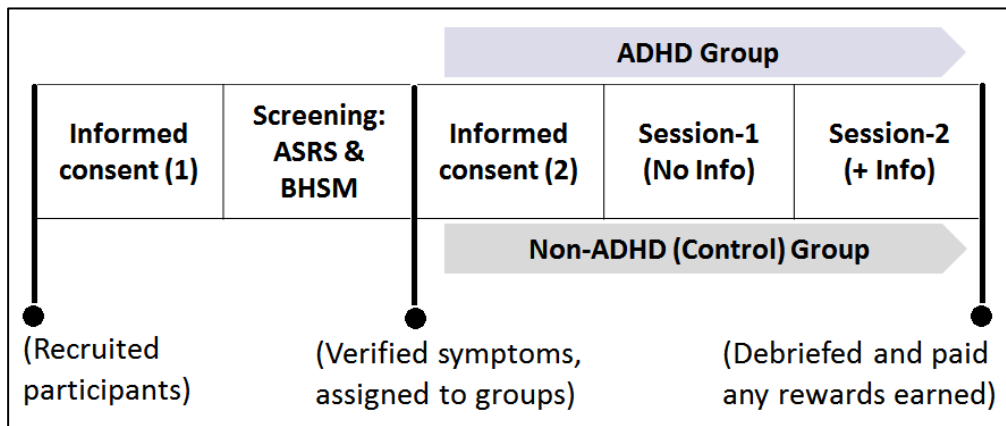 ADHD Group
Informed
consent (1)
Screening:
ASRS &
BHSM
Informed
consent (2)
Session-1
(No Info)
Session-2
(+ Info)
Non-ADHD (Control) Group
(Recruited
participants)
(Verified symptoms,
assigned to groups)
(Debriefed and paid
any rewards earned)